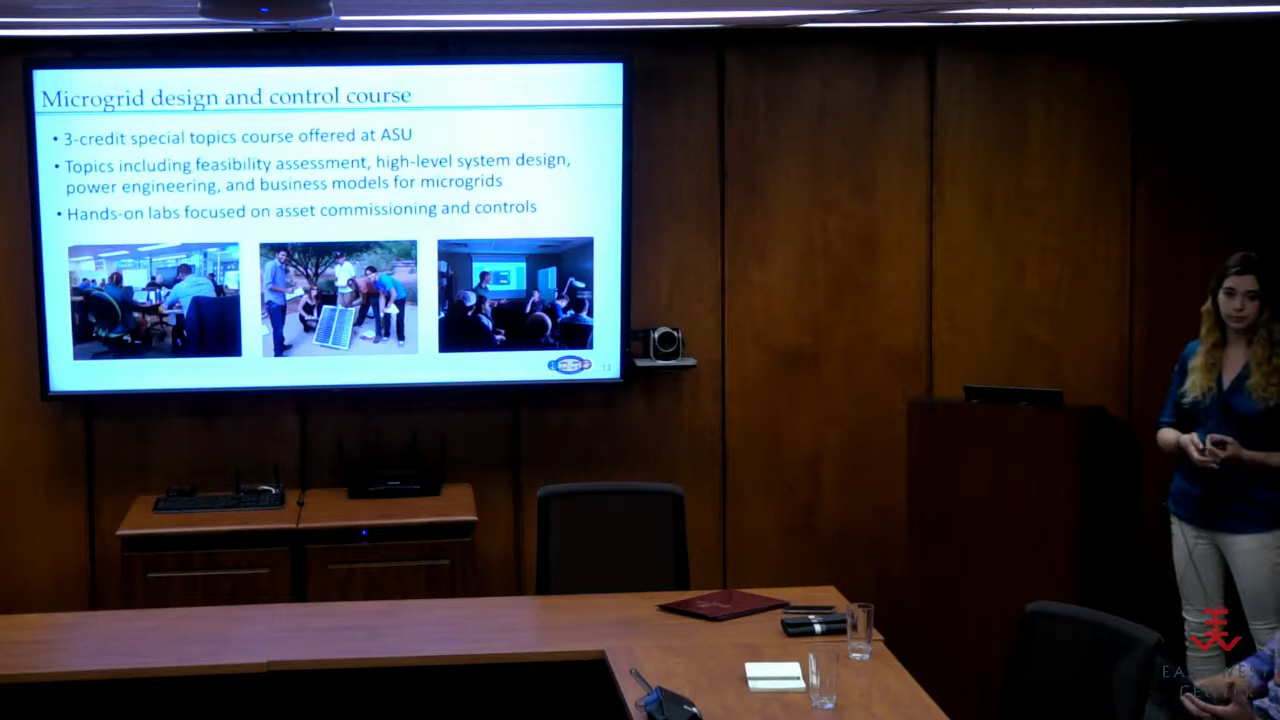 Microgrid design and control course
• 3-credit special topics course offered at ASU
• Topics including feasibility assessment, high-level system design,
power engineering, and business models for microgrids
• Hands-on labs focused on asset commissioning and controls
13